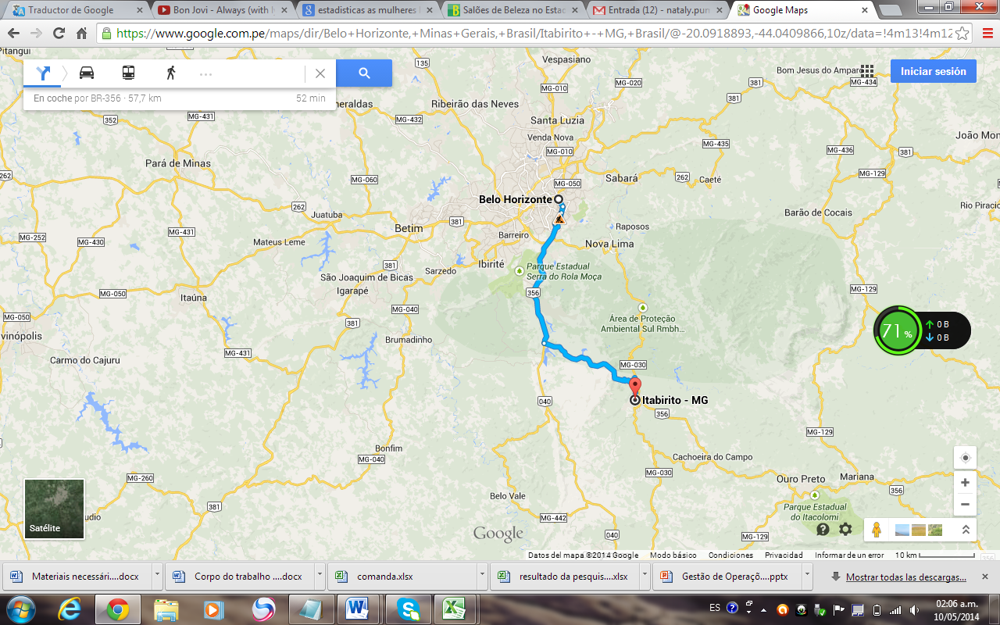 Traductor de Google
Bon Jovi - Always (with ly
estadisticas as mulheres l
Salões de Beleza no Estac
Entrada (12) - nataly.pun
Google Maps
https://www.google.com.pe/maps/dir/Belo+Horizonte,+Minas+Gerais,+Brasil/Itabirito+-+MG,+Brasil/@-20.0918893,-44.0409866,10z/data=!4m13!4m12
Pitangui
Vespasiano
135
MG-020
Bom Jesus do Amparo
MG-434
Iniciar sesión
381
MG-010
En coche por BR-356 · 57,7 km
52 min
neraldas
Ribeirão das Neves
381
352
MG-431
MG-432
Santa Luzia
Venda Nova
João Mon
MG-435
MG-436
381
MG-010
Pará de Minas
MG-129
262
MG-060
MG-050
Sabará
262
Caeté
Belo Horizonte
262
Juatuba
Barão de Cocais
Rio Piracic
MG-252
MG-431
MG-430
Mateus Leme
Betim
381
Barreiro
Raposos
Nova Lima
381
São Joaquim de Bicas
Sarzedo
Ibirité
Parque Estadual
Serra do Rola Moça
Igarapé
MG-050
Itaúna
356
MG-129
MG-050
MG-040
381
Área de Proteção
Ambiental Sul Rmbh...
71 %
0 B
0 B
vinópolis
Brumadinho
MG-431
Carmo do Cajuru
MG-030
Itabirito - MG
040
356
MG-129
Bonfim
MG-040
Cachoeira do Campo
MG-260
MG-030
Ouro Preto
Mariana
356
Belo Vale
381
Parque Estadual
do Itacolomi
udio
MG-442
Satélite
Google
040
MG-129
Datos del mapa ©2014 Google
Modo básico
Condiciones
Privacidad
Informar de un error
10 km
356
Materiales necessári....docx
Corpo do trabalho ....docx
comanda.xlsx
resultado da pesquis....xlsx
Gestão de Operaçõ....pptx
Mostrar todas las descargas...
ES
02:06 a.m.
10/05/2014